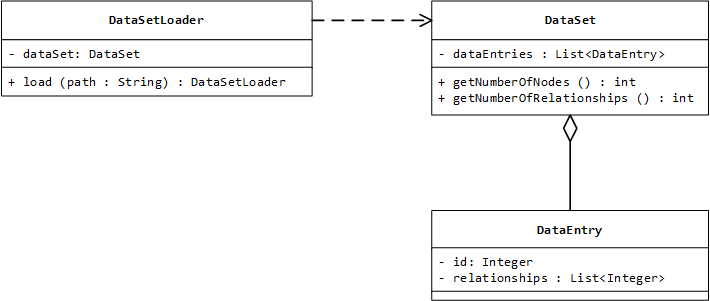 DataSetLoader
- dataSet: DataSet
+ load (path : String) : DataSetLoader
DataSet
- dataEntries : List<DataEntry>
+ getNumberOfNodes () : int
+ getNumberOfRelationships () : int
DataEntry
- id: Integer
- relationships : List<Integer>